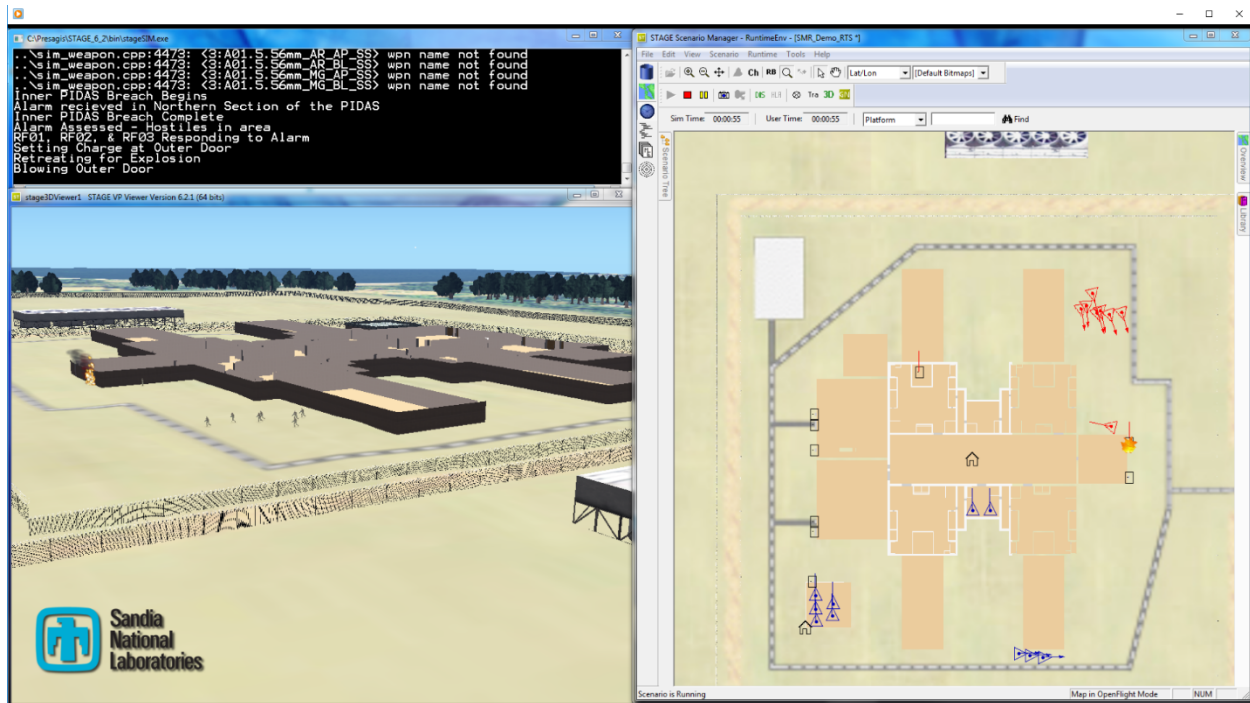 C:\Presagis\STAGE_6_2\bin\stageSIM.exe
..\sim_weapon.cpp:4473: <3:A01.5.56mm_AR_AP_SS> wpn name not found
..\sim_weapon.cpp:4473: <3:A01.5.56mm_AR_BL_SS> wpn name not found
..\sim_weapon.cpp:4473: <3:A01.5.56mm_MG_AP_SS> wpn name not found
..\sim_weapon.cpp:4473: <3:A01.5.56mm_MG_BL_SS> wpn name not found
Inner PIDAS Breach Begins
Alarm recieved in Northern Section of the PIDAS
Inner PIDAS Breach Complete
Alarm Assessed - Hostiles in area
RF01, RF02, & RF03 Responding to Alarm
Setting Charge at Outer Door
Retreating for Explosion
Blowing Outer Door
stage3DViewer1 STAGE VP Viewer Version 6.2.1 (64 bits)
Sandia
National
Laboratories
STAGE Scenario Manager - RuntimeEnv - [SMR_Demo_RTS *]
File Edit View Scenario Runtime Tools Help
Ch RB Lat/Lon [Default Bitmaps]
DIS Tra 3D
Sim Time: 00:00:55 User Time: 00:00:55 Platform Find
Scenario Tree
Overview
Library
Scenario is Running Map in OpenFlight Mode NUM